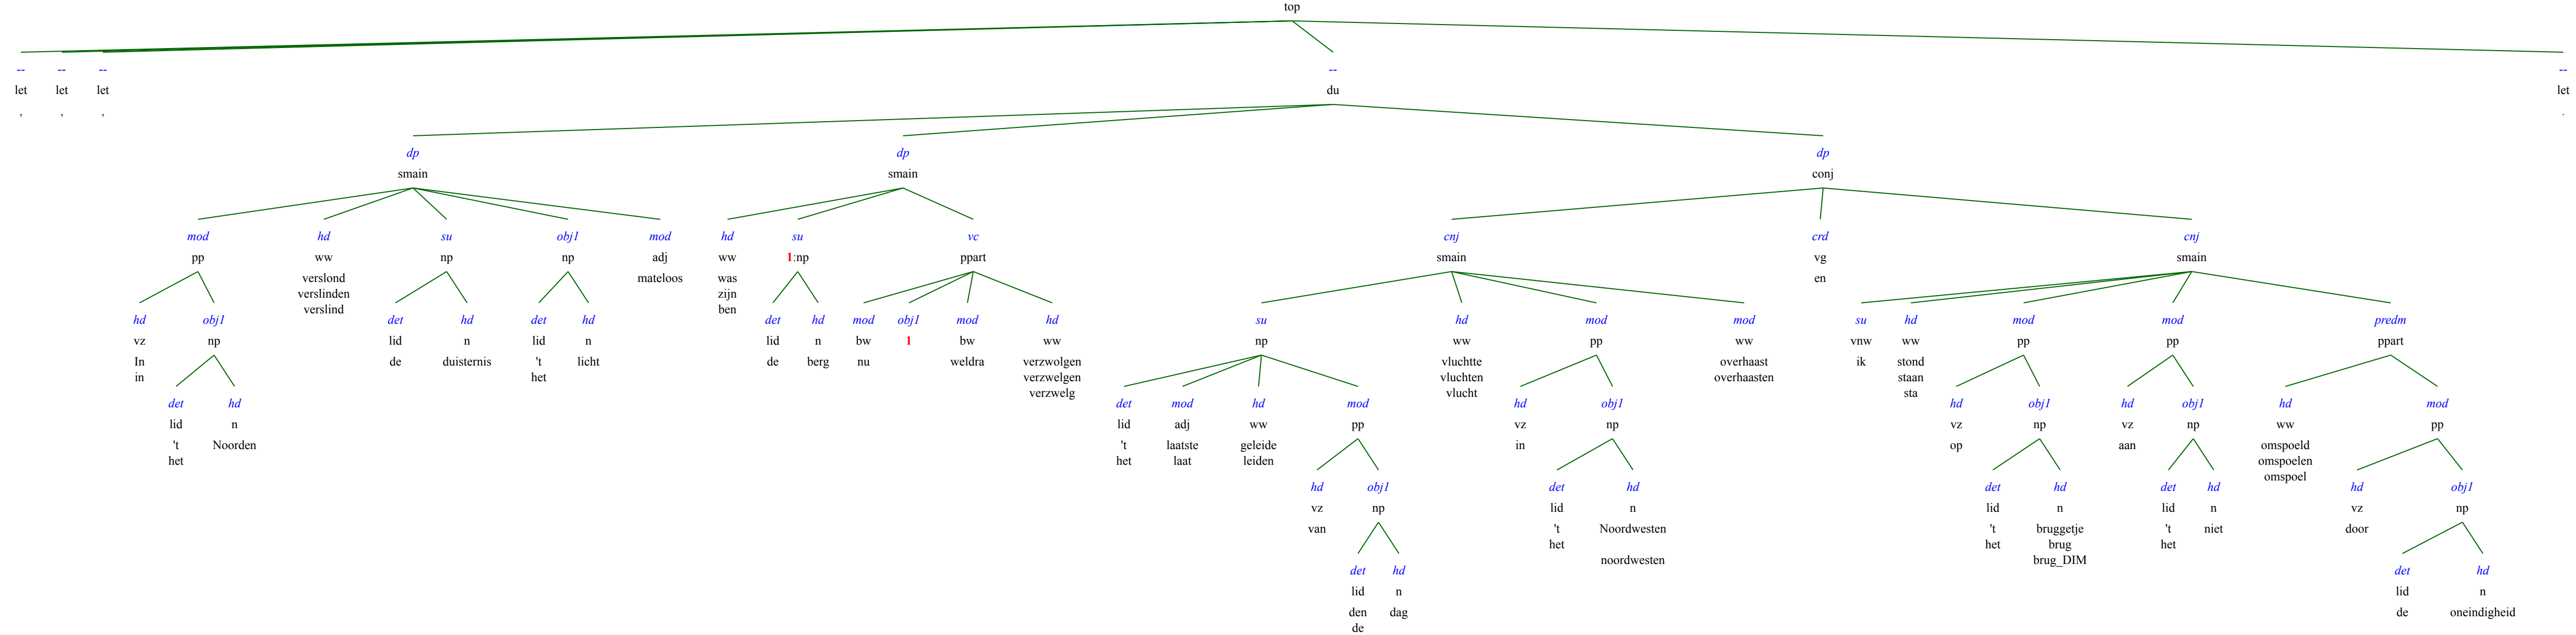 top
-- -- -- -- --
let let let du let
, , , .
dp dp dp
smain smain conj
mod hd su obj1 mod hd su vc cnj crd cnj
pp ww np np adj ww 1:np ppart smain vg smain
verslond mateloos was en
verslinden zijn
verslind ben
hd obj1 det hd det hd det hd mod obj1 mod hd su hd mod mod su hd mod mod predm
vz np lid n lid n lid n bw 1 bw ww np ww pp ww vnw ww pp pp ppart
In de duisternis 't licht de berg nu weldra verzwolgen vluchtte overhaast ik stond
in het verzwelgen vluchten overhaasten staan
verzwelg vlucht sta
det hd det mod hd mod hd obj1 hd obj1 hd obj1 hd mod
lid n lid adj ww pp vz np vz np vz np ww pp
't Noorden 't laatste geleide in op aan omspoeld
het het laat leiden omspoelen
omspoel
hd obj1 det hd det hd det hd hd obj1
vz np lid n lid n lid n vz np
van 't Noordwesten 't bruggetje 't niet door
het het brug het
noordwesten brug_DIM
det hd det hd
lid n lid n
den dag de oneindigheid
de